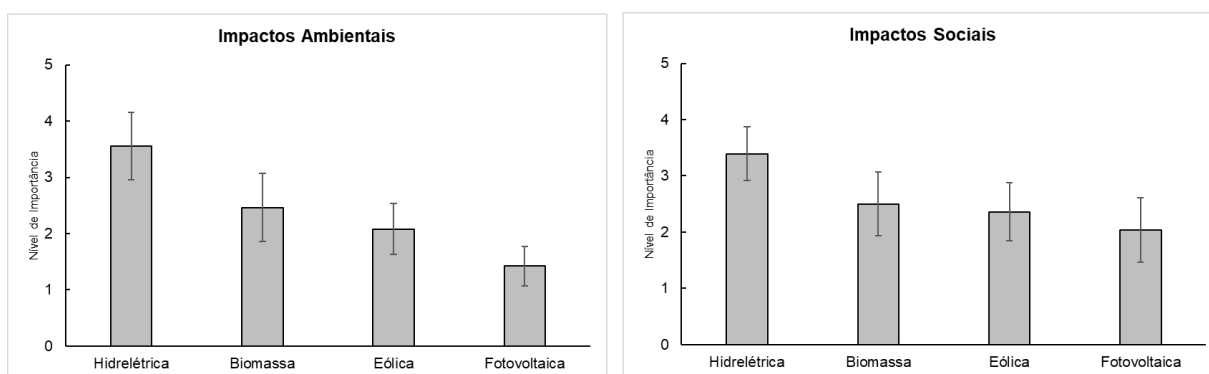 Impactos Ambientais
Nível de Importância
5
4
3
2
1
0
Hidrelétrica Biomassa Eólica Fotovoltaica
Impactos Sociais
Nível de Importância
5
4
3
2
1
0
Hidrelétrica Biomassa Eólica Fotovoltaica